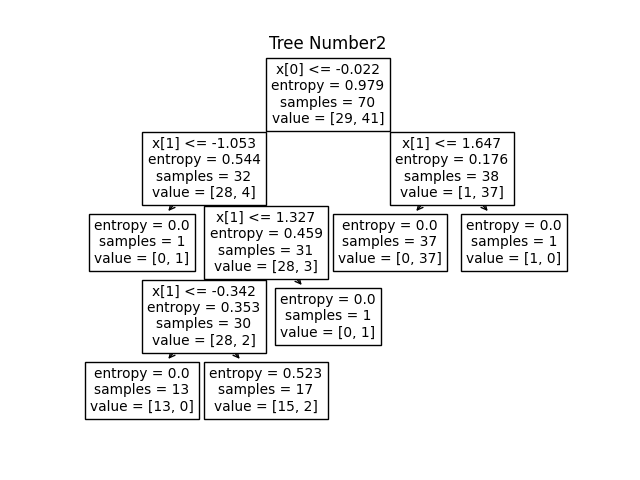 Tree Number2
x[0] <= -0.022
entropy = 0.979
samples = 70
value = [29, 41]
x[1] <= -1.053
entropy = 0.544
samples = 32
value = [28, 4]
x[1] <= 1.647
entropy = 0.176
samples = 38
value = [1, 37]
entropy = 0.0
samples = 1
value = [0, 1]
x[1] <= 1.327
entropy = 0.459
samples = 31
value = [28, 3]
entropy = 0.0
samples = 37
value = [0, 37]
entropy = 0.0
samples = 1
value = [1, 0]
x[1] <= -0.342
entropy = 0.353
samples = 30
value = [28, 2]
entropy = 0.0
samples = 1
value = [0, 1]
entropy = 0.0
samples = 13
value = [13, 0]
entropy = 0.523
samples = 17
value = [15, 2]